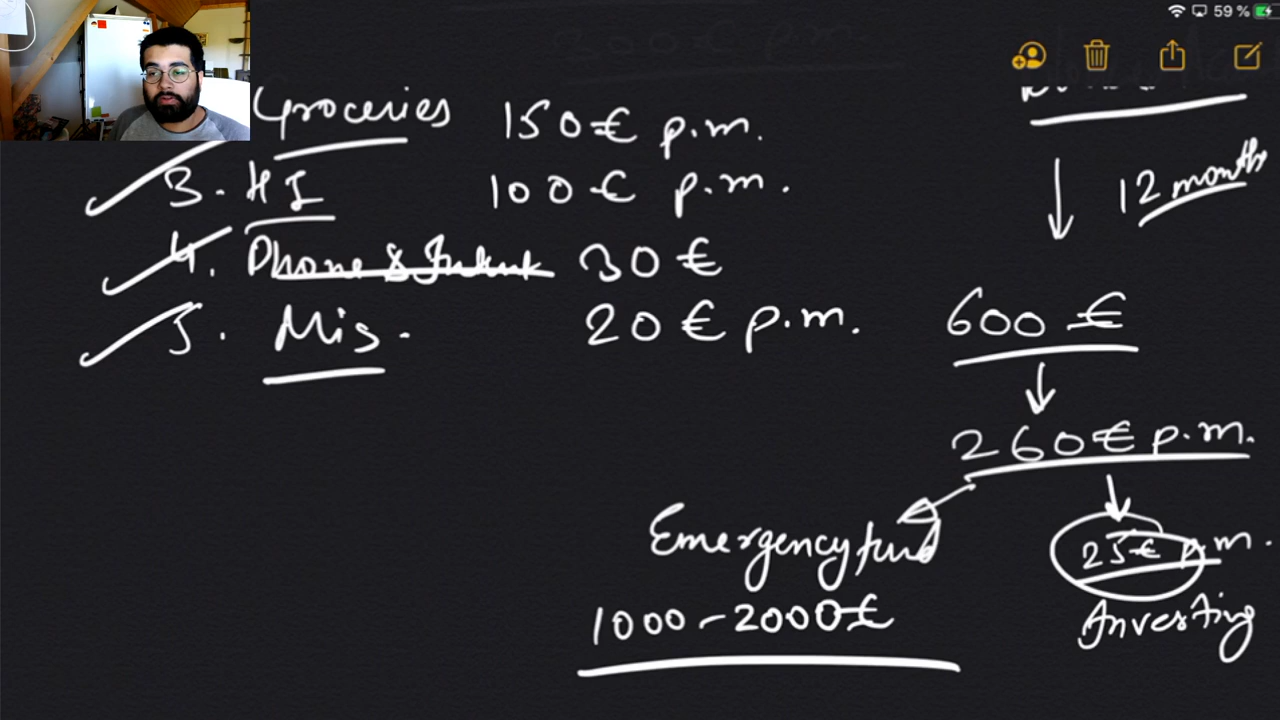 59 %
Groceries 150€ p.m.
3. HI 100€ p.m.
12 months
4. Phone & 30€
5. Mis. 20€ p.m.
600 €
260€ p.m.
Emergency fund
25€ p.m.
1000 - 2000€
Investing